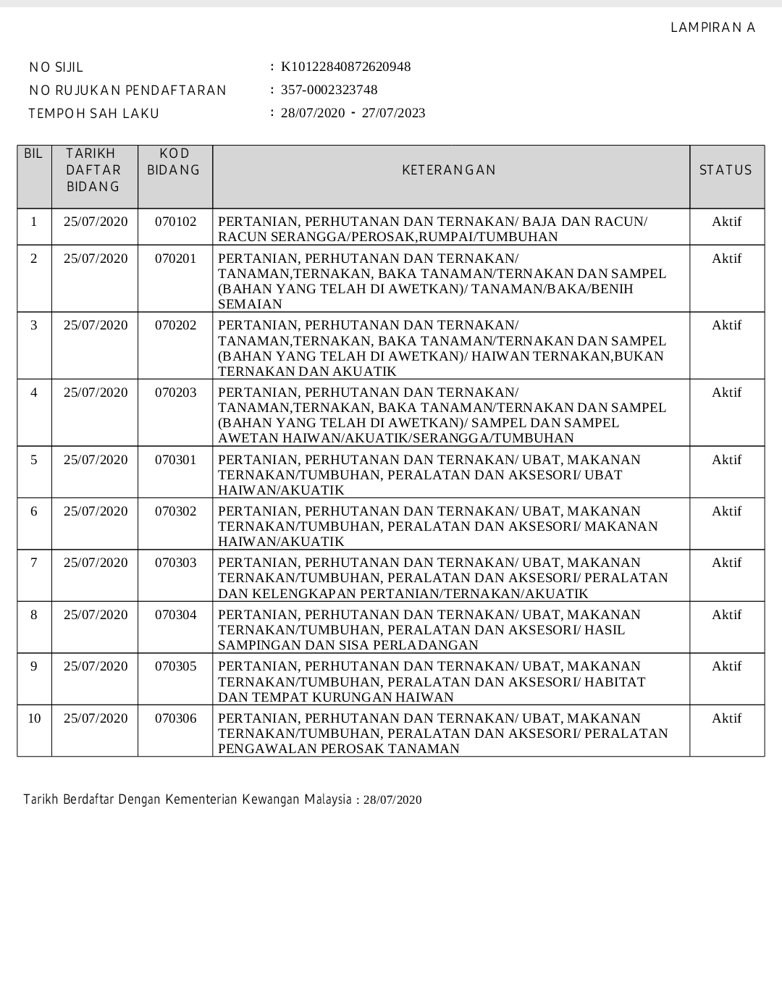 LAMPIRAN A
NO SIJIL : K10122840872620948
NO RUJUKAN PENDAFTARAN : 357-0002323748
TEMPOH SAH LAKU : 28/07/2020 - 27/07/2023
BIL TARIKH DAFTAR BIDANG KOD BIDANG KETERANGAN STATUS
1 25/07/2020 070102 PERTANIAN, PERHUTANAN DAN TERNAKAN/ BAJA DAN RACUN/ Aktif
RACUN SERANGGA/PEROSAK,RUMPAI/TUMBUHAN
2 25/07/2020 070201 PERTANIAN, PERHUTANAN DAN TERNAKAN/ Aktif
TANAMAN,TERNAKAN, BAKA TANAMAN/TERNAKAN DAN SAMPEL
(BAHAN YANG TELAH DI AWETKAN)/ TANAMAN/BAKA/BENIH
SEMAIAN
3 25/07/2020 070202 PERTANIAN, PERHUTANAN DAN TERNAKAN/ Aktif
TANAMAN,TERNAKAN, BAKA TANAMAN/TERNAKAN DAN SAMPEL
(BAHAN YANG TELAH DI AWETKAN)/ HAIWAN TERNAKAN,BUKAN
TERNAKAN DAN AKUATIK
4 25/07/2020 070203 PERTANIAN, PERHUTANAN DAN TERNAKAN/ Aktif
TANAMAN,TERNAKAN, BAKA TANAMAN/TERNAKAN DAN SAMPEL
(BAHAN YANG TELAH DI AWETKAN)/ SAMPEL DAN SAMPEL
AWETAN HAIWAN/AKUATIK/SERANGGA/TUMBUHAN
5 25/07/2020 070301 PERTANIAN, PERHUTANAN DAN TERNAKAN/ UBAT, MAKANAN Aktif
TERNAKAN/TUMBUHAN, PERALATAN DAN AKSESORI/ UBAT
HAIWAN/AKUATIK
6 25/07/2020 070302 PERTANIAN, PERHUTANAN DAN TERNAKAN/ UBAT, MAKANAN Aktif
TERNAKAN/TUMBUHAN, PERALATAN DAN AKSESORI/ MAKANAN
HAIWAN/AKUATIK
7 25/07/2020 070303 PERTANIAN, PERHUTANAN DAN TERNAKAN/ UBAT, MAKANAN Aktif
TERNAKAN/TUMBUHAN, PERALATAN DAN AKSESORI/ PERALATAN
DAN KELENGKAPAN PERTANIAN/TERNAKAN/AKUATIK
8 25/07/2020 070304 PERTANIAN, PERHUTANAN DAN TERNAKAN/ UBAT, MAKANAN Aktif
TERNAKAN/TUMBUHAN, PERALATAN DAN AKSESORI/ HASIL
SAMPINGAN DAN SISA PERLADANGAN
9 25/07/2020 070305 PERTANIAN, PERHUTANAN DAN TERNAKAN/ UBAT, MAKANAN Aktif
TERNAKAN/TUMBUHAN, PERALATAN DAN AKSESORI/ HABITAT
DAN TEMPAT KURUNGAN HAIWAN
10 25/07/2020 070306 PERTANIAN, PERHUTANAN DAN TERNAKAN/ UBAT, MAKANAN Aktif
TERNAKAN/TUMBUHAN, PERALATAN DAN AKSESORI/ PERALATAN
PENGAWALAN PEROSAK TANAMAN
Tarikh Berdaftar Dengan Kementerian Kewangan Malaysia : 28/07/2020